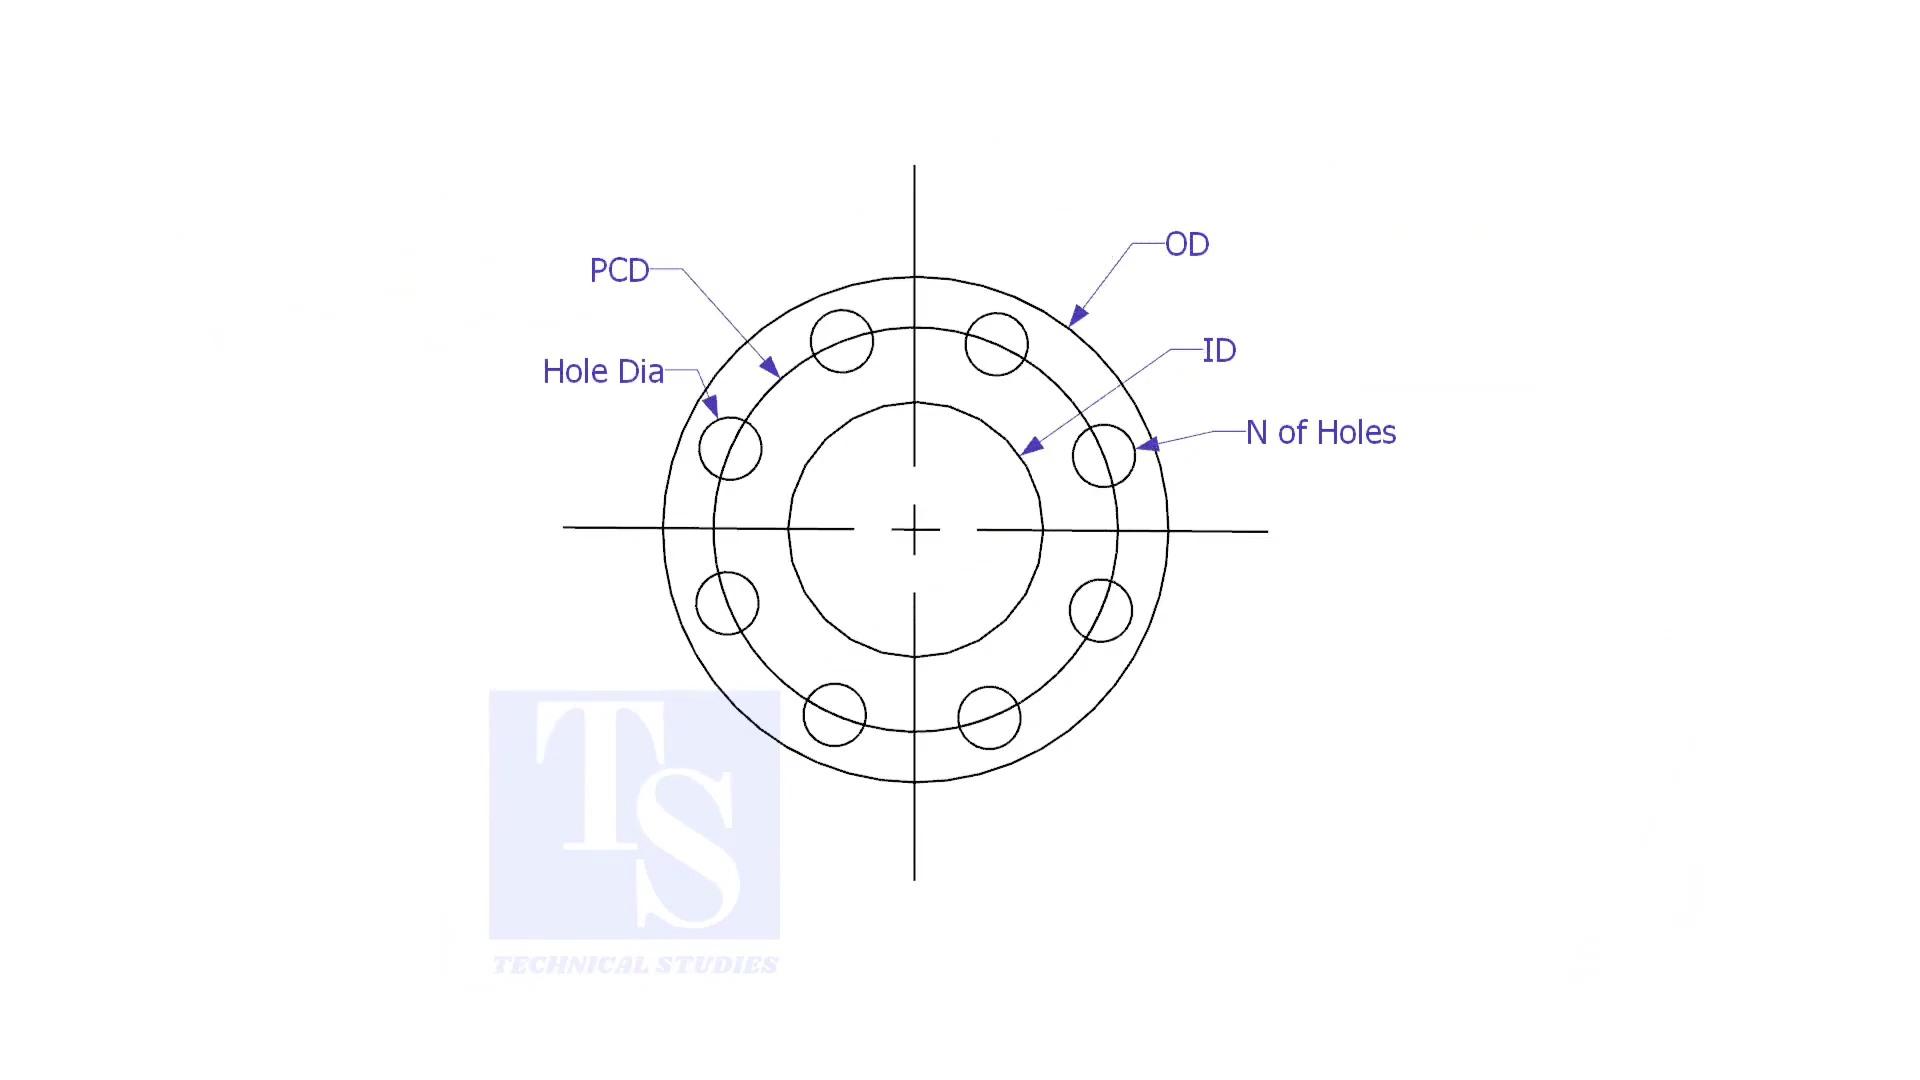 OD
PCD
ID
Hole Dia
N of Holes
TS
TECHNICAL STUDIES